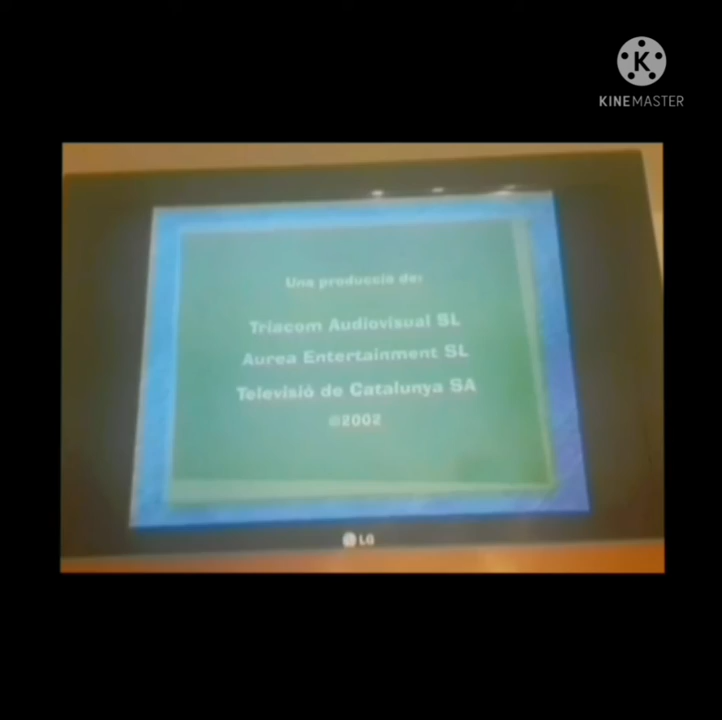 K
KINEMASTER
Una producció de:
Triacom Audiovisual SL
Aurea Entertainment SL
Televisió de Catalunya SA
©2002
LG